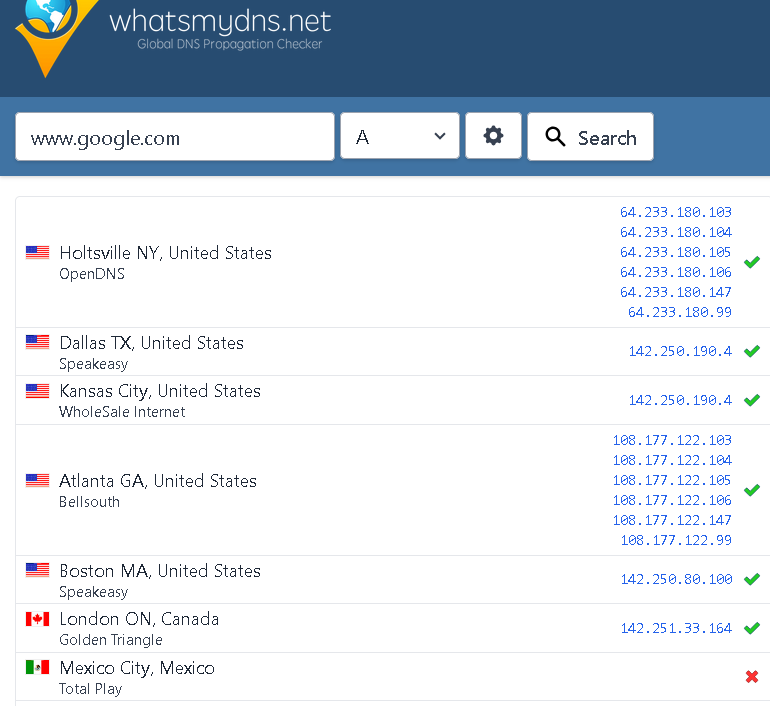 whatsmydns.net
Global DNS Propagation Checker
www.google.com
A
Search
Holtsville NY, United States
OpenDNS
64.233.180.103
64.233.180.104
64.233.180.105
64.233.180.106
64.233.180.147
64.233.180.99
Dallas TX, United States
Speakeasy
142.250.190.4
Kansas City, United States
WholeSale Internet
142.250.190.4
Atlanta GA, United States
Bellsouth
108.177.122.103
108.177.122.104
108.177.122.105
108.177.122.106
108.177.122.147
108.177.122.99
Boston MA, United States
Speakeasy
142.250.80.100
London ON, Canada
Golden Triangle
142.251.33.164
Mexico City, Mexico
Total Play